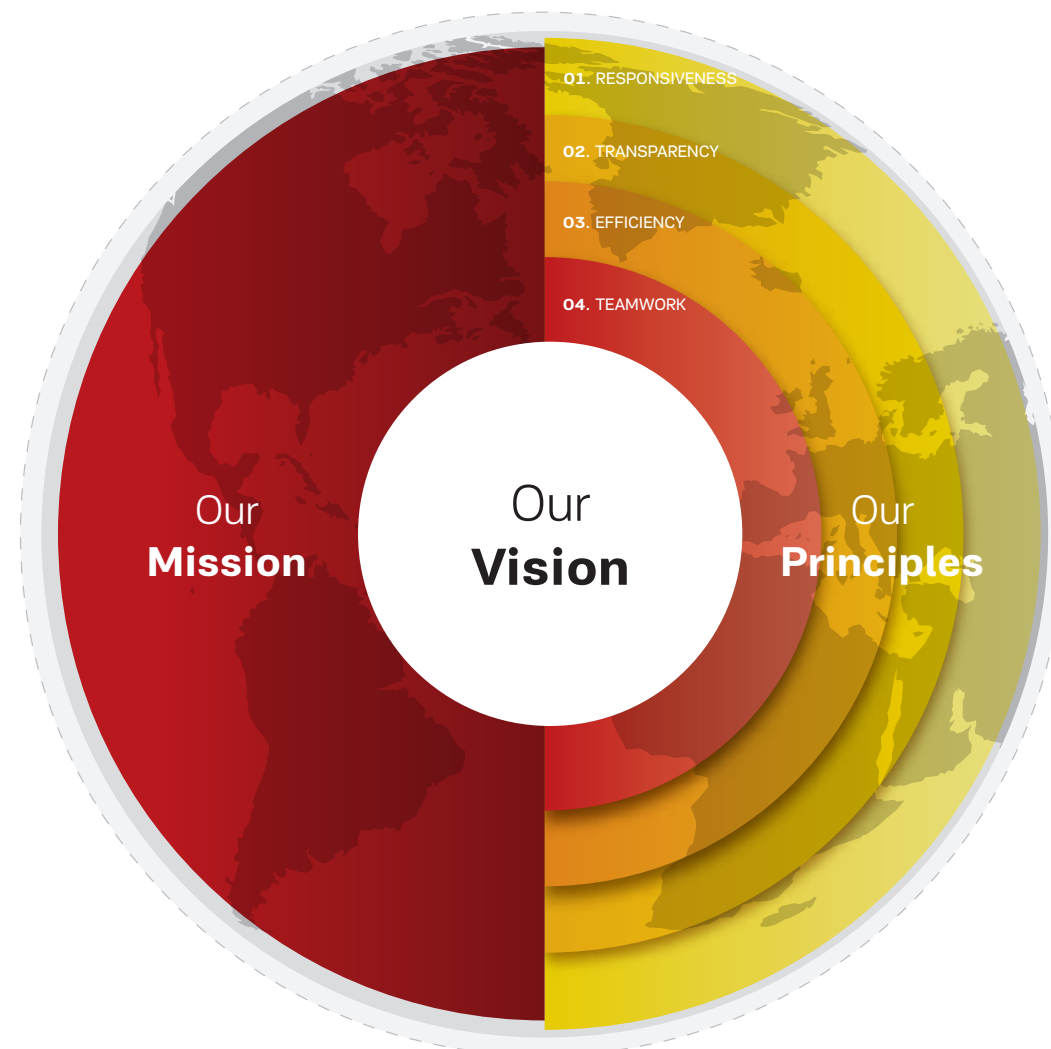 01. RESPONSIVENESS
02. TRANSPARENCY
03. EFFICIENCY
04. TEAMWORK
Our
Mission
Our
Vision
Our
Principles